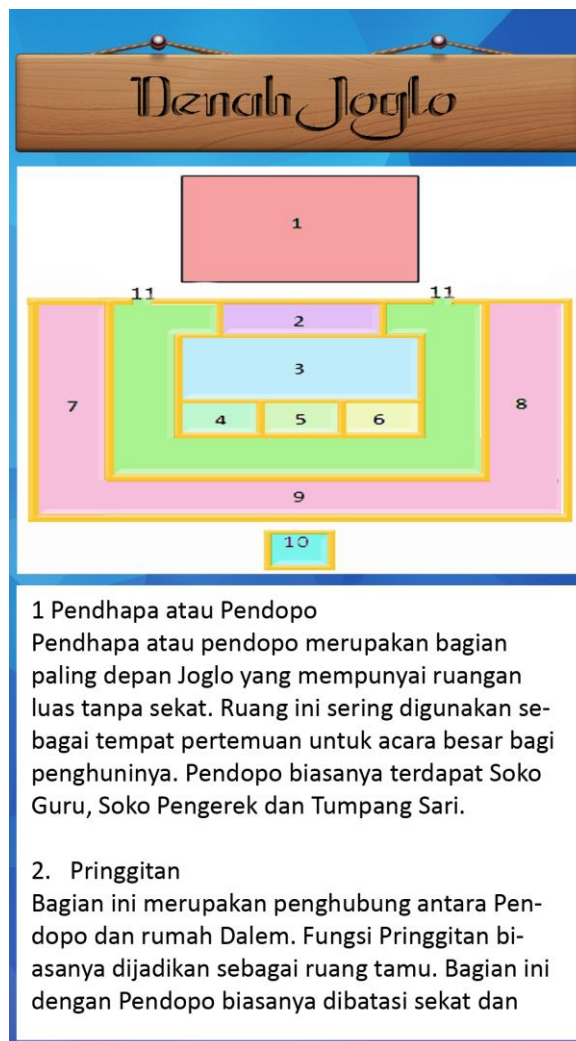 Denah Joglo
1
11
11
2
3
7
8
4
5
6
9
10
1 Pendhapa atau Pendopo
Pendhapa atau pendopo merupakan bagian
paling depan Joglo yang mempunyai ruangan
luas tanpa sekat. Ruang ini sering digunakan se-
bagai tempat pertemuan untuk acara besar bagi
penghuninya. Pendopo biasanya terdapat Soko
Guru, Soko Pengerek dan Tumpang Sari.
2. Pringgitan
Bagian ini merupakan penghubung antara Pen-
dopo dan rumah Dalem. Fungsi Pringgitan bi-
asanya dijadikan sebagai ruang tamu. Bagian ini
dengan Pendopo biasanya dibatasi sekat dan